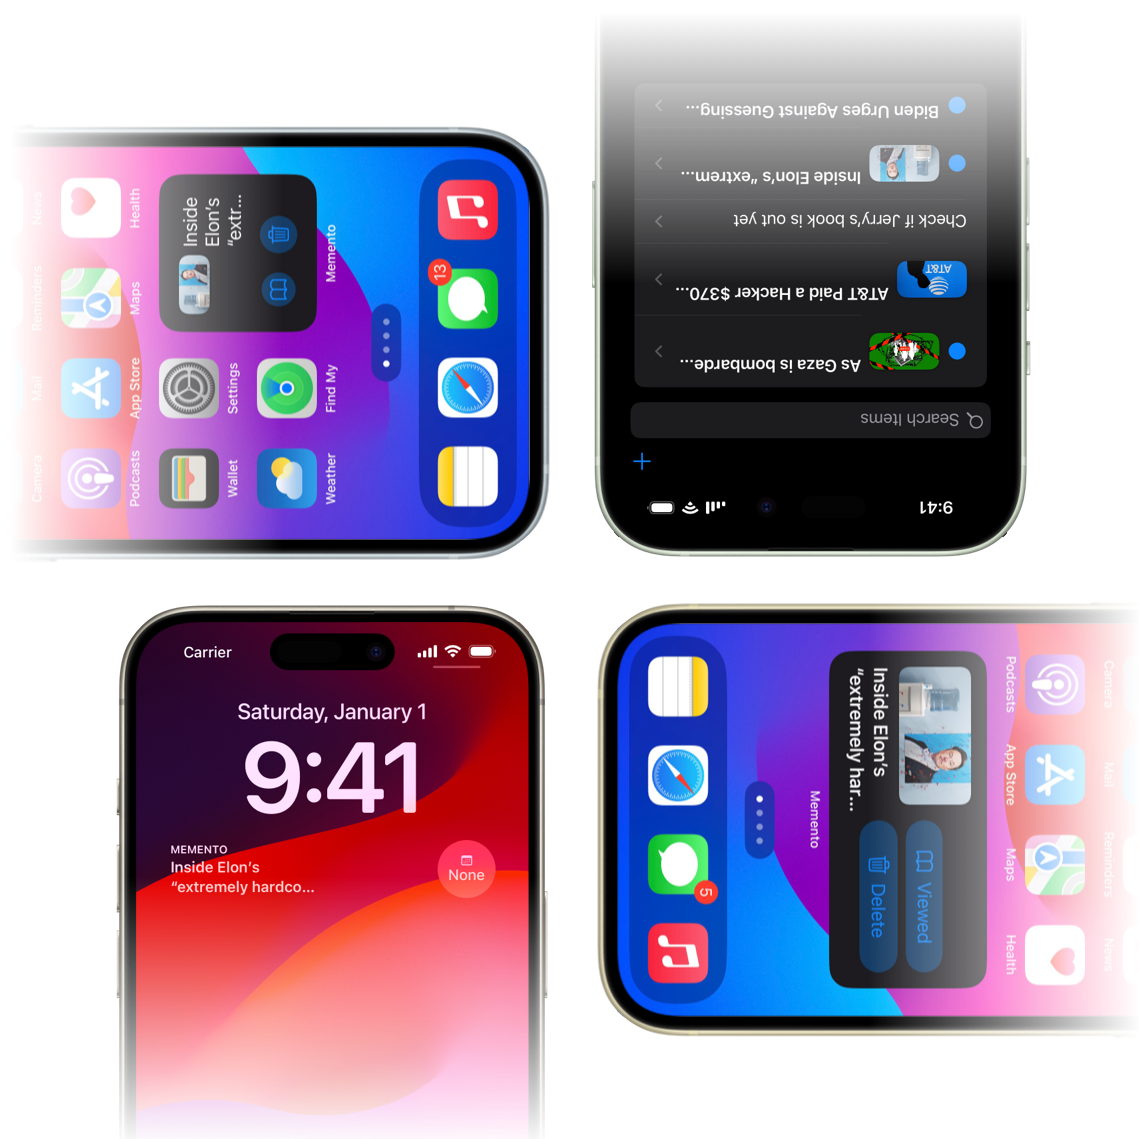 News
Reminders
Mail
Camera
Health
Maps
App Store
Podcasts
Inside
Elon’s
“extr...
Memento
Settings
Wallet
Find My
Weather
13
9:41
Search Items
As Gaza is bombarde...
AT&T Paid a Hacker $370...
AT&T
Check if Jerry’s book is out yet
Inside Elon’s “extrem...
Biden Urges Against Guessing...
Carrier
Saturday, January 1
9:41
MEMENTO
Inside Elon’s
“extremely hardco...
None
Camera
Mail
Reminders
News
Podcasts
App Store
Maps
Health
Inside Elon’s
“extremely har...
Viewed
Delete
Memento
5